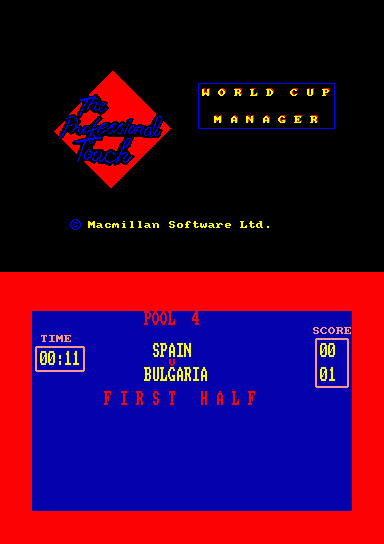 The
Professional
Touch
WORLD CUP
MANAGER
© Macmillan Software Ltd.
POOL 4
TIME
00:11
SPAIN
V
BULGARIA
SCORE
00
01
FIRST HALF